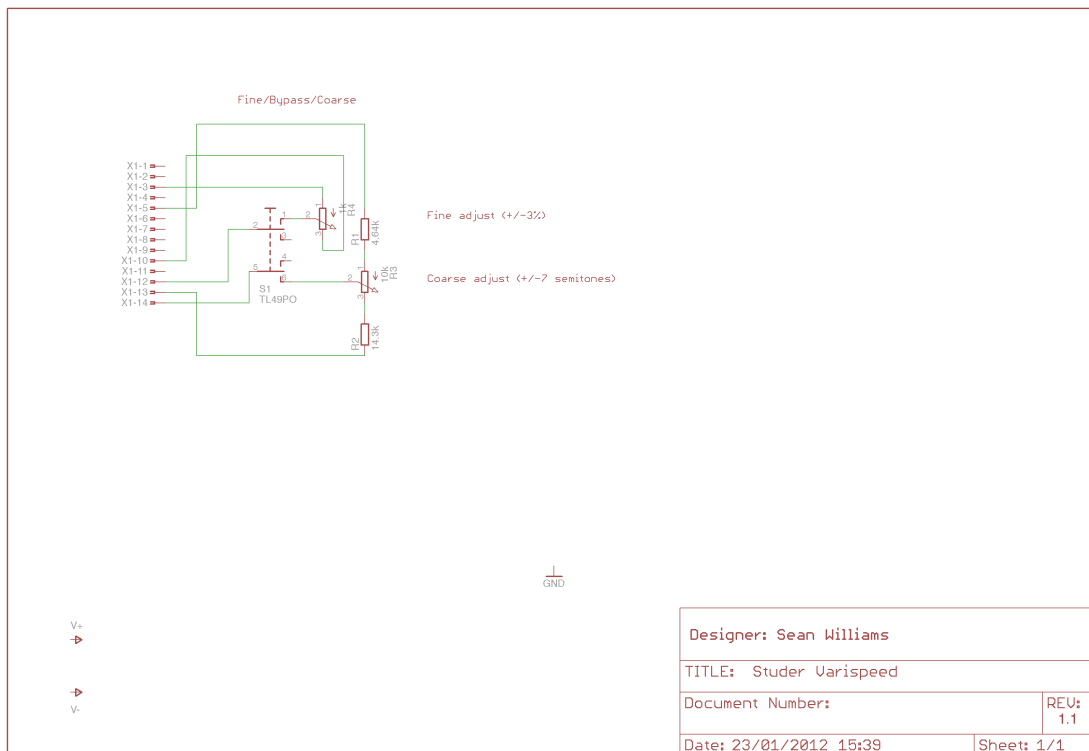 Fine/Bypass/Coarse
X1-1
X1-2
X1-3
X1-4
X1-5
X1-6
X1-7
X1-8
X1-9
X1-10
X1-11
X1-12
X1-13
X1-14
1
2
3
4
5
6
S1
TL49PO
1
2
3
1k
R4
R1
4.64k
Fine adjust (+/-3%)
1
2
3
10k
R3
Coarse adjust (+/-7 semitones)
R2
14.3k
GND
V+
V-
Designer: Sean Williams
TITLE: Studer Varispeed
Document Number:
REV:
1.1
Date: 23/01/2012 15:39
Sheet: 1/1